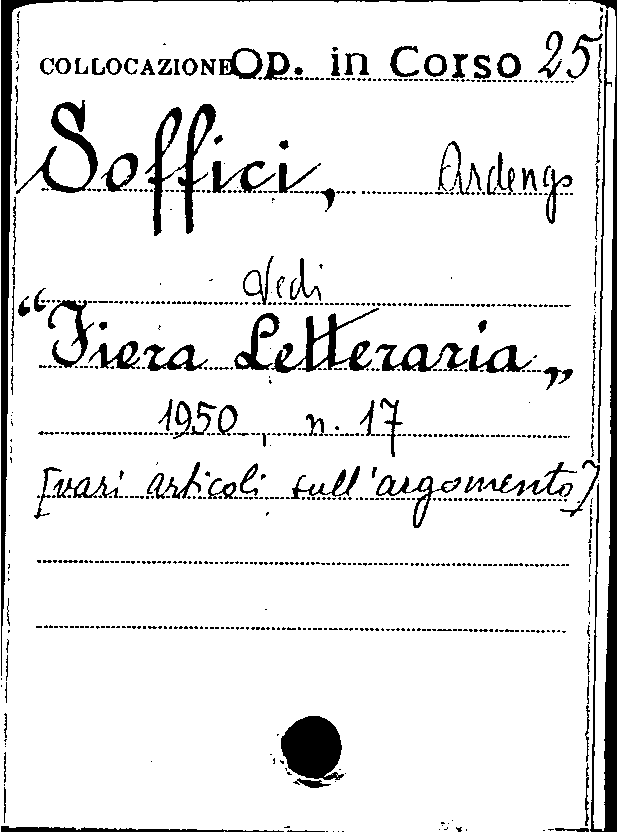 COLLOCAZIONE Op. in Corso 25
Soffici, Ardengo
Vedi
“Fiera Letteraria„
1950, n. 17
[vari articoli sull'argomento]